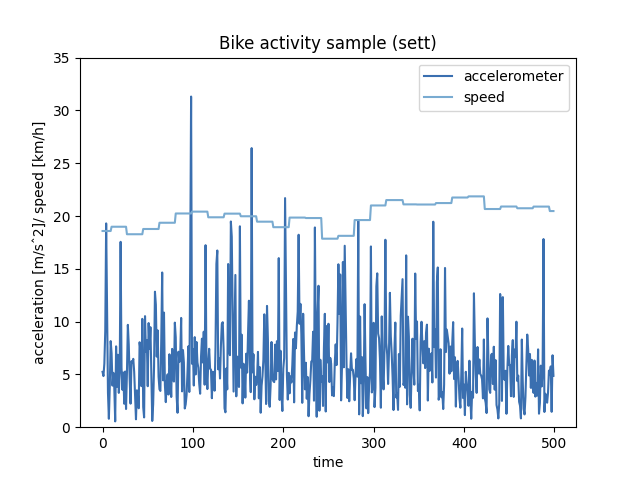 Bike activity sample (sett)
accelerometer
speed
acceleration [m/s^2]/ speed [km/h]
35
30
25
20
15
10
5
0
0 100 200 300 400 500
time